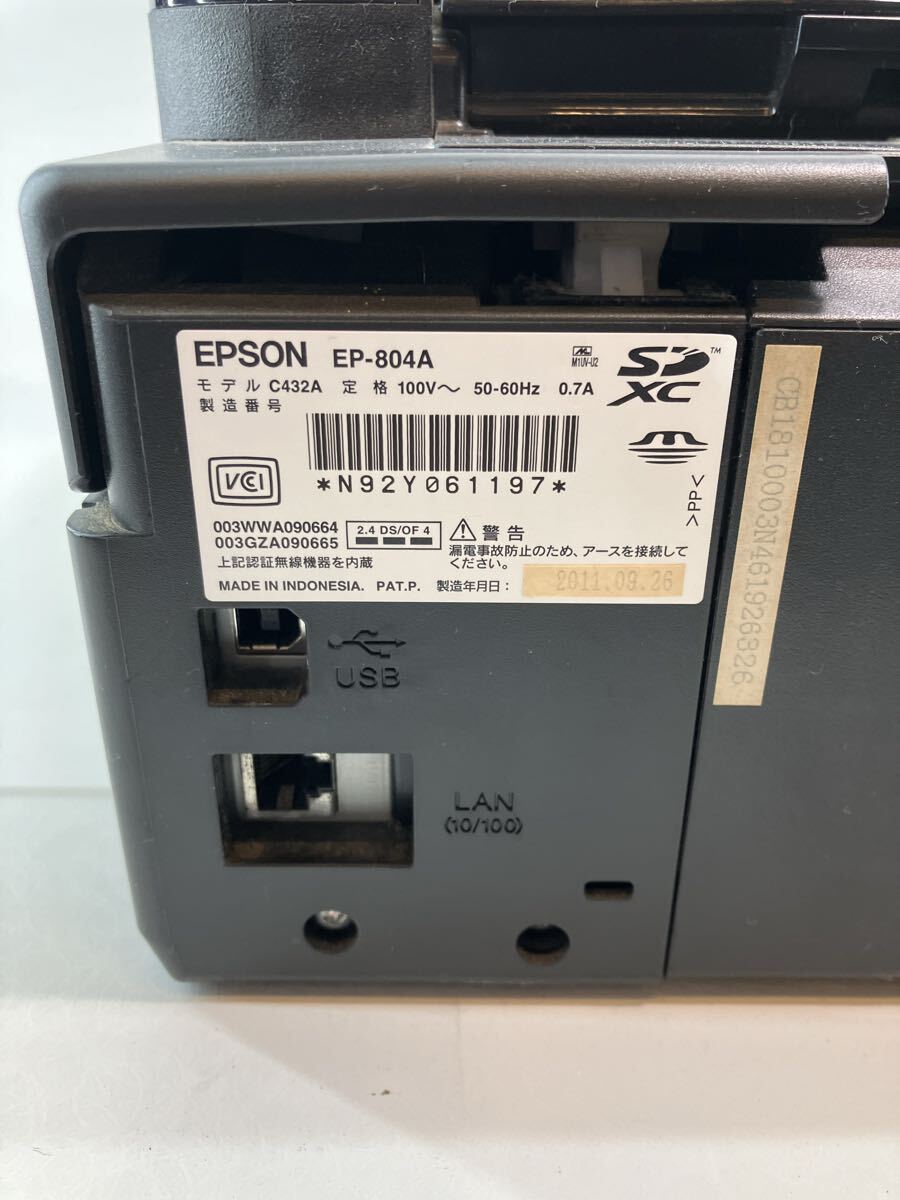 EPSON EP-804A
M1UV-U2
SD XC ™
モデル C432A 定格 100V～ 50-60Hz 0.7A
製造番号
*N92Y061197*
VCCI
>PP<
003WWA090664
003GZA090665
2.4 DS/OF 4
上記認証無線機器を内蔵
警告
漏電事故防止のため、アースを接続して
ください。
MADE IN INDONESIA. PAT.P. 製造年月日：
2011.09.26
CB1810003N461926326
USB
LAN
(10/100)